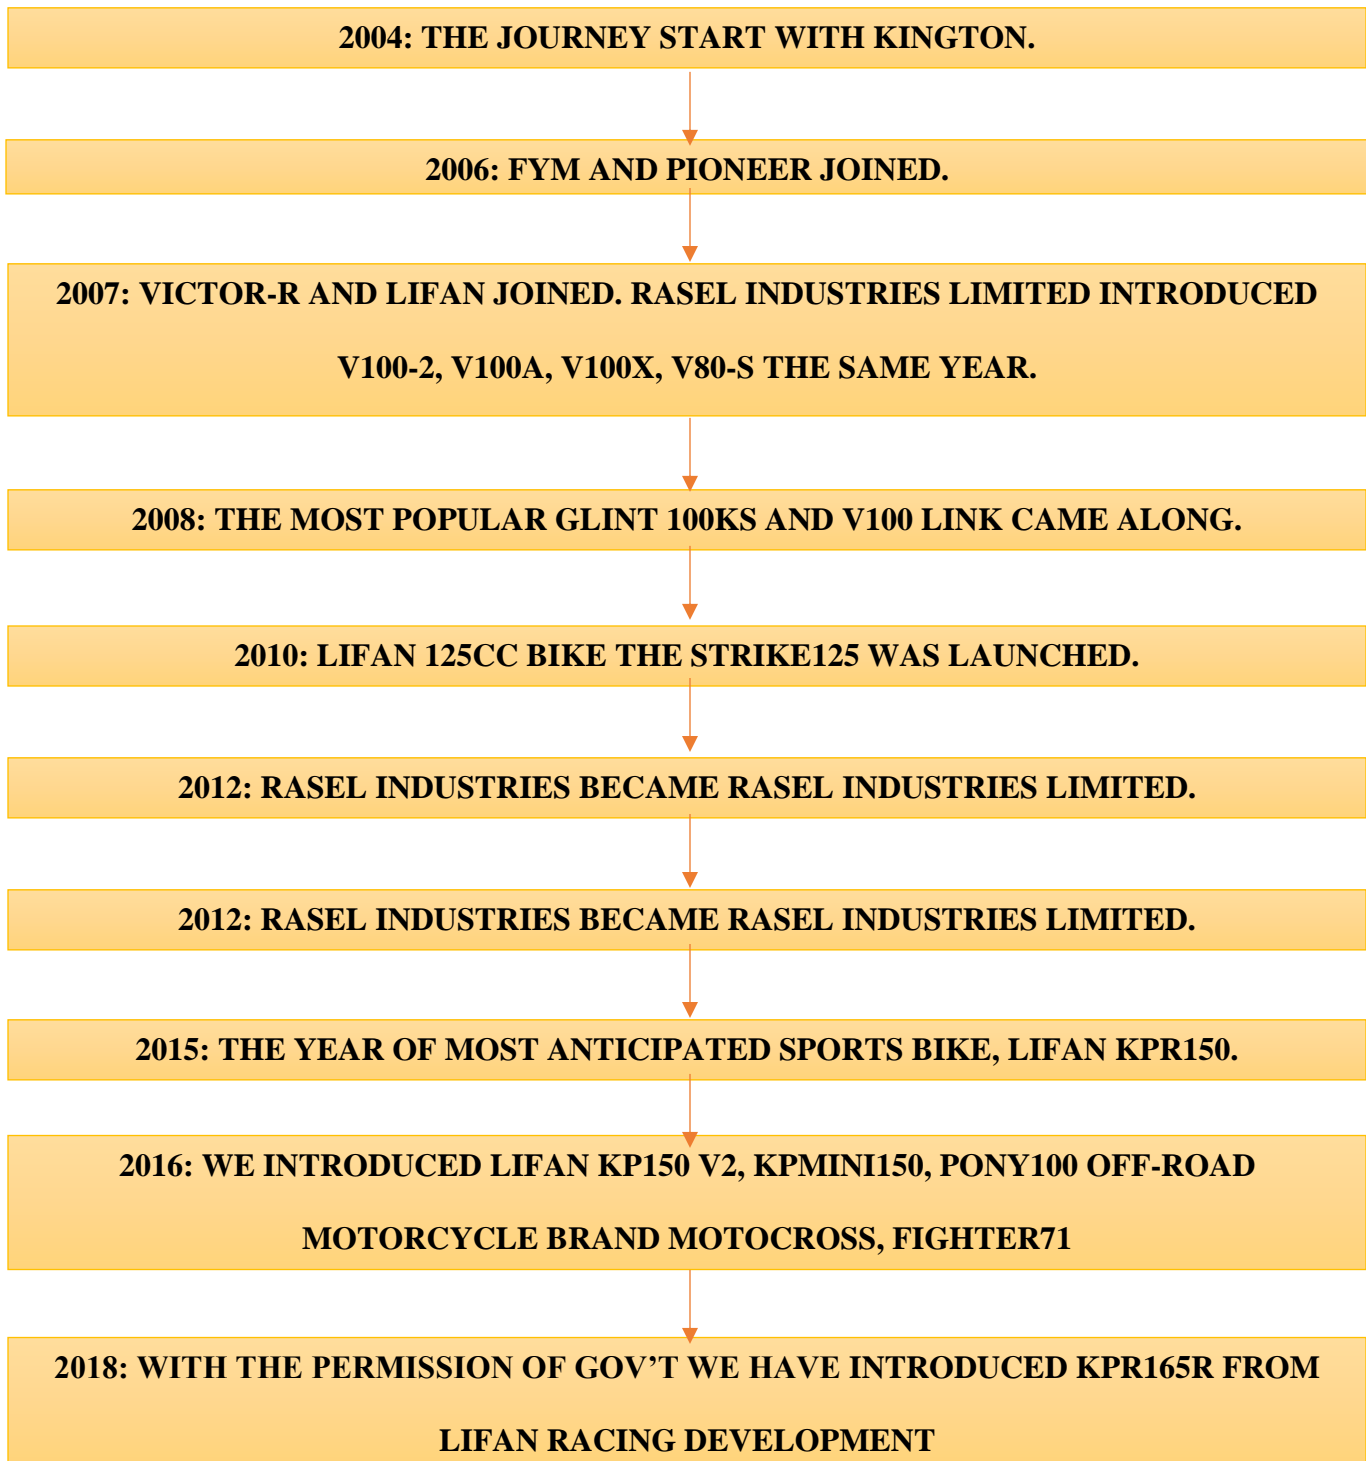 2004: THE JOURNEY START WITH KINGTON.
2006: FYM AND PIONEER JOINED.
2007: VICTOR-R AND LIFAN JOINED. RASEL INDUSTRIES LIMITED INTRODUCED
V100-2, V100A, V100X, V80-S THE SAME YEAR.
2008: THE MOST POPULAR GLINT 100KS AND V100 LINK CAME ALONG.
2010: LIFAN 125CC BIKE THE STRIKE125 WAS LAUNCHED.
2012: RASEL INDUSTRIES BECAME RASEL INDUSTRIES LIMITED.
2012: RASEL INDUSTRIES BECAME RASEL INDUSTRIES LIMITED.
2015: THE YEAR OF MOST ANTICIPATED SPORTS BIKE, LIFAN KPR150.
2016: WE INTRODUCED LIFAN KP150 V2, KPMINI150, PONY100 OFF-ROAD
MOTORCYCLE BRAND MOTOCROSS, FIGHTER71
2018: WITH THE PERMISSION OF GOV’T WE HAVE INTRODUCED KPR165R FROM
LIFAN RACING DEVELOPMENT